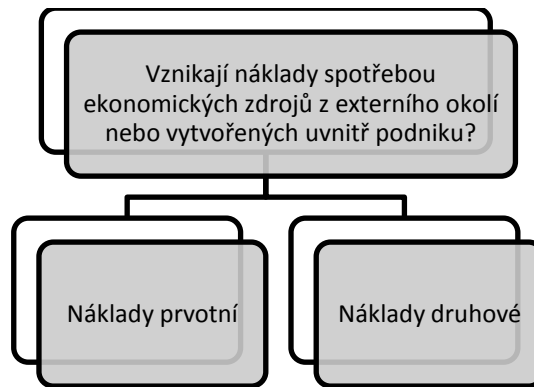 Vznikají náklady spotřebou
ekonomických zdrojů z externího okolí
nebo vytvořených uvnitř podniku?
Náklady prvotní
Náklady druhové